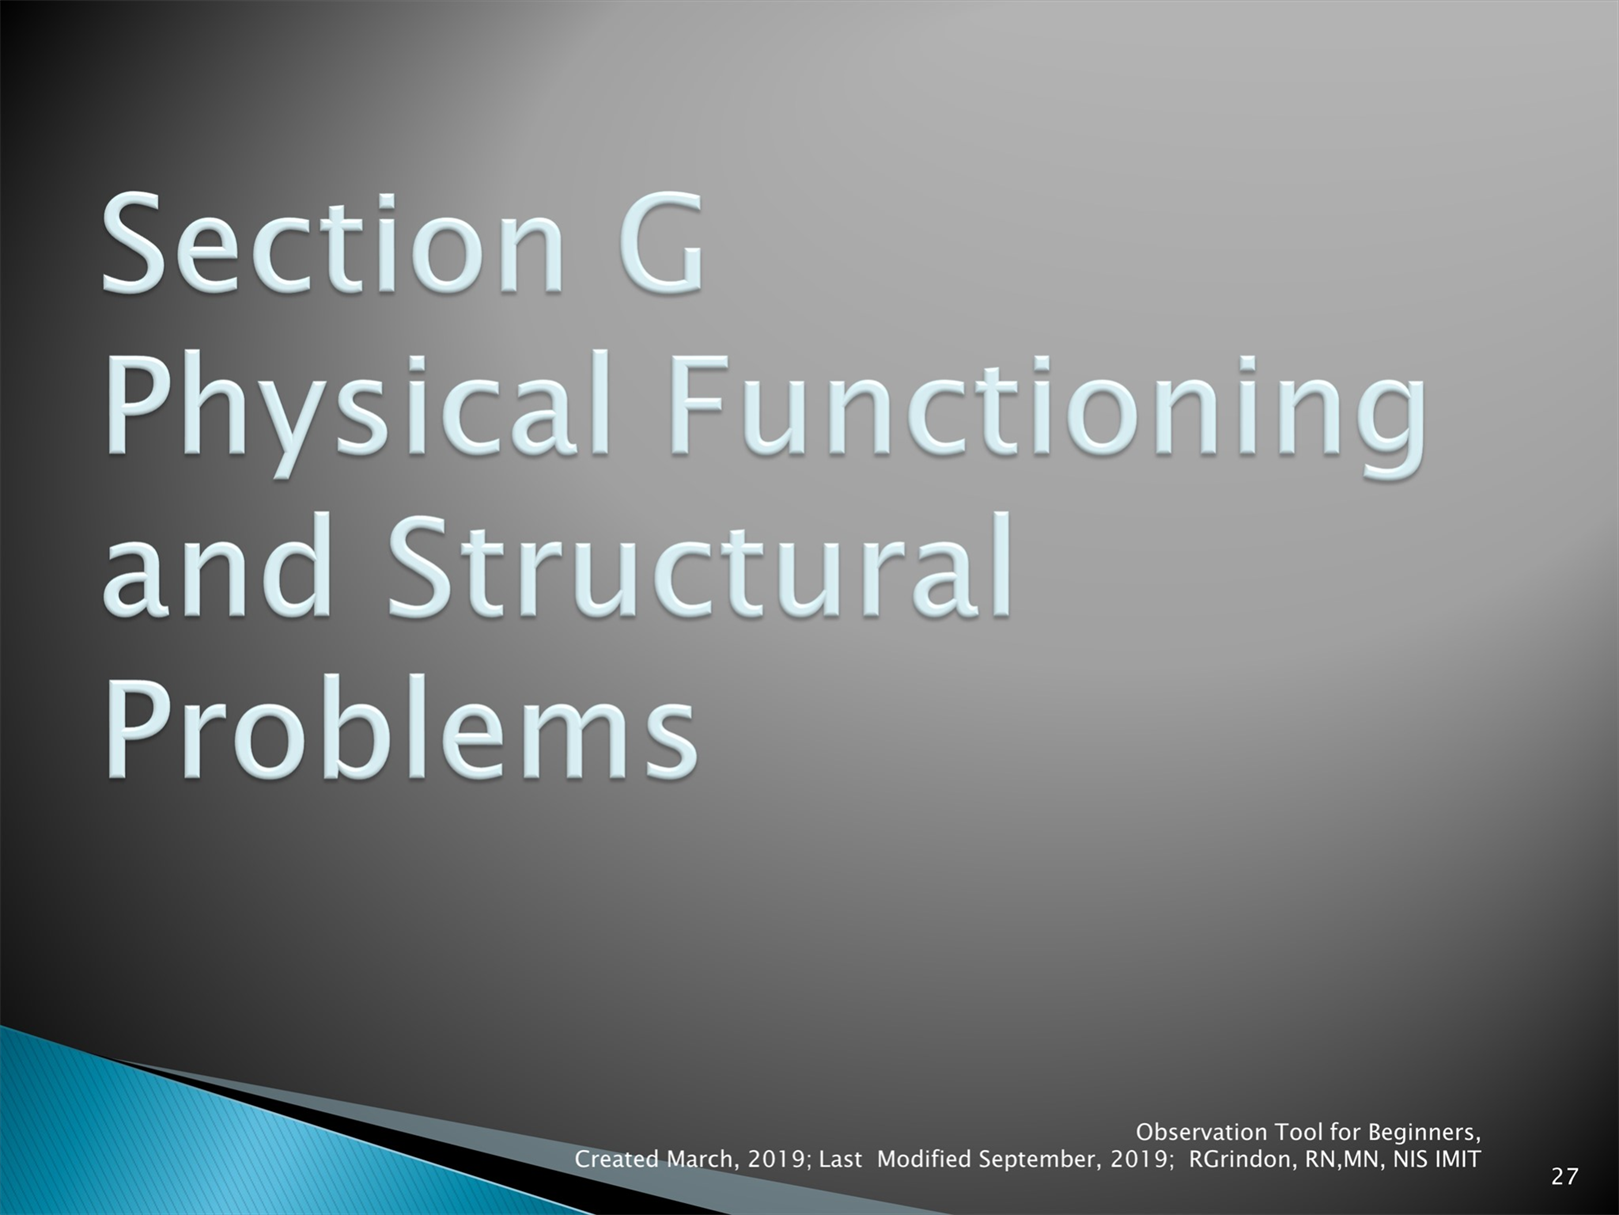 Section G
Physical Functioning
and Structural
Problems
Observation Tool for Beginners,
Created March, 2019; Last  Modified September, 2019;  RGrindon, RN,MN, NIS IMIT
27